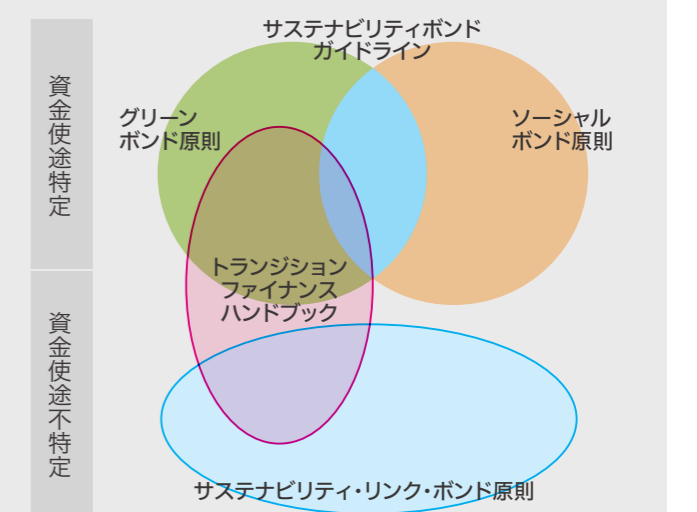 サステナビリティボンド
ガイドライン
グリーン
ボンド原則
ソーシャル
ボンド原則
資金使途特定
トランジション
ファイナンス
ハンドブック
資金使途不特定
サステナビリティ・リンク・ボンド原則